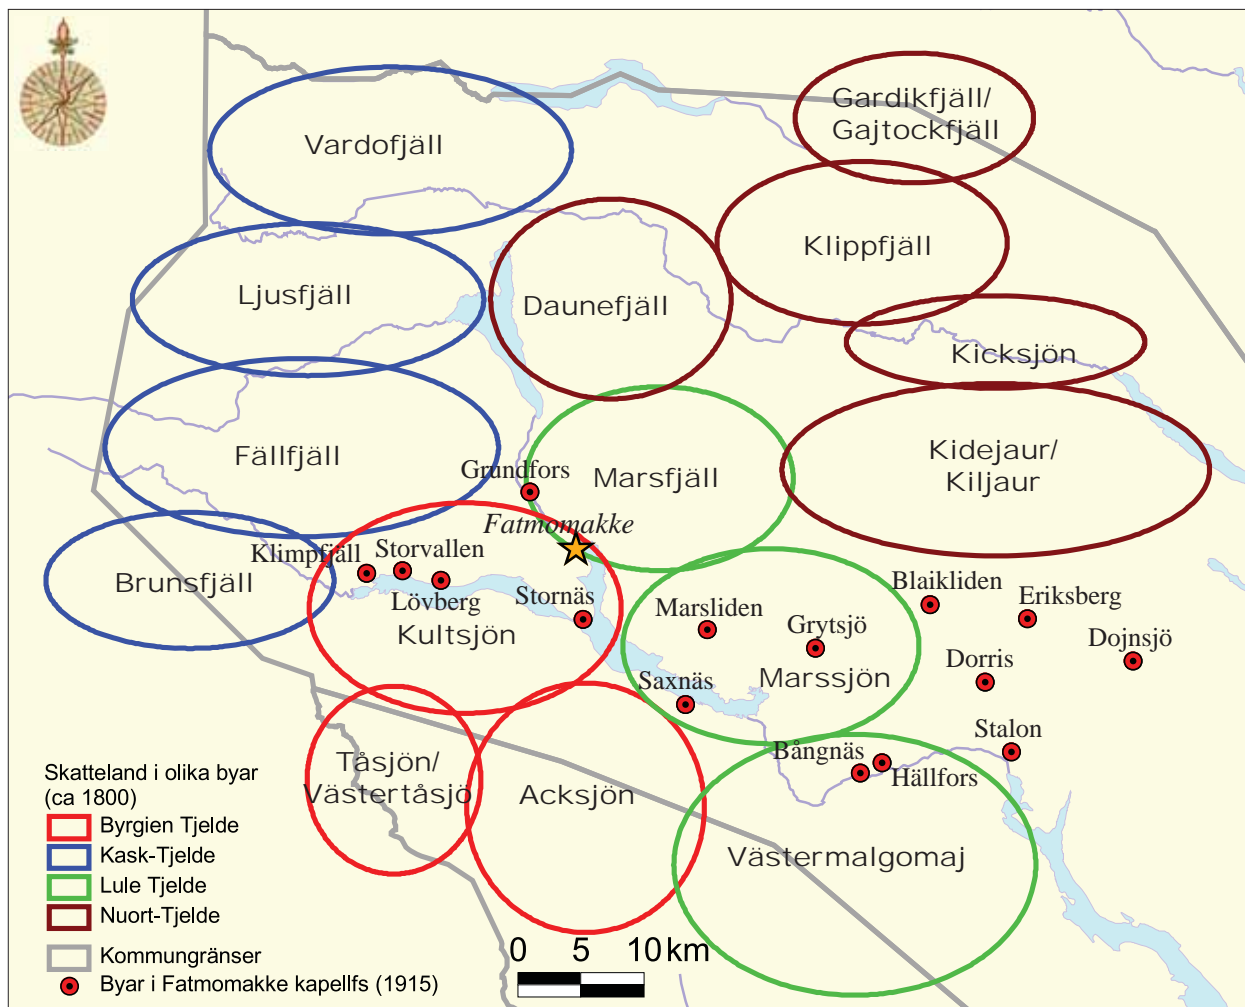 Gardikfjäll/
Gajtockfjäll
Vardofjäll
Klippfjäll
Ljusfjäll
Daunefjäll
Kicksjön
Fällfjäll
Grundfors
Marsfjäll
Kidejaur/
Kiljaur
Fatmomakke
Klimpfjäll
Storvallen
Brunsfjäll
Lövberg
Stornäs
Kultsjön
Marsliden
Grytsjö
Blaikliden
Eriksberg
Dojnsjö
Dorris
Marssjön
Saxnäs
Stalon
Bångnäs
Hällfors
Tåsjön/
Västertåsjö
Acksjön
Västermalgomaj
Skatteland i olika byar
(ca 1800)
Byrgien Tjelde
Kask-Tjelde
Lule Tjelde
Nuort-Tjelde
Kommungränser
Byar i Fatmomakke kapellfs (1915)
0 5 10 km